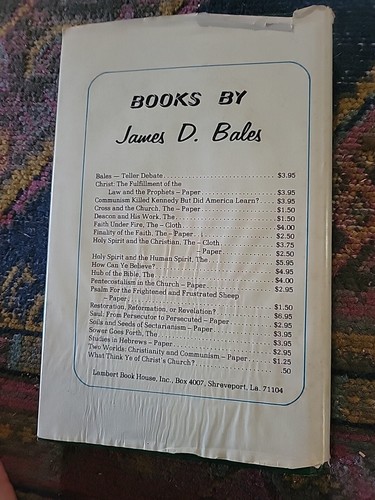 BOOKS BY
James D. Bales
Bales — Teller Debate $3.95
Christ: The Fulfillment of the
Law and the Prophets – Paper $3.95
Communism Killed Kennedy But Did America Learn? $3.95
Cross and the Church, The – Paper $1.50
Deacon and His Work, The $1.50
Faith Under Fire, The – Cloth $4.00
Finality of the Faith, The – Paper $2.50
Holy Spirit and the Christian, The – Cloth $3.75
– Paper $2.50
Holy Spirit and the Human Spirit, The $5.95
How Can Ye Believe? $4.95
Hub of the Bible, The $4.00
Pentecostalism in the Church – Paper $2.95
Psalm For the Frightened and Frustrated Sheep
– Paper $1.50
Restoration, Reformation, or Revelation? $6.95
Saul: From Persecutor to Persecuted – Paper $2.95
Soils and Seeds of Sectarianism – Paper $3.95
Sower Goes Forth, The $3.95
Studies in Hebrews – Paper $2.95
Two Worlds: Christianity and Communism – Paper $1.25
What Think Ye of Christ's Church? .50
Lambert Book House, Inc., Box 4007, Shreveport, La. 71104